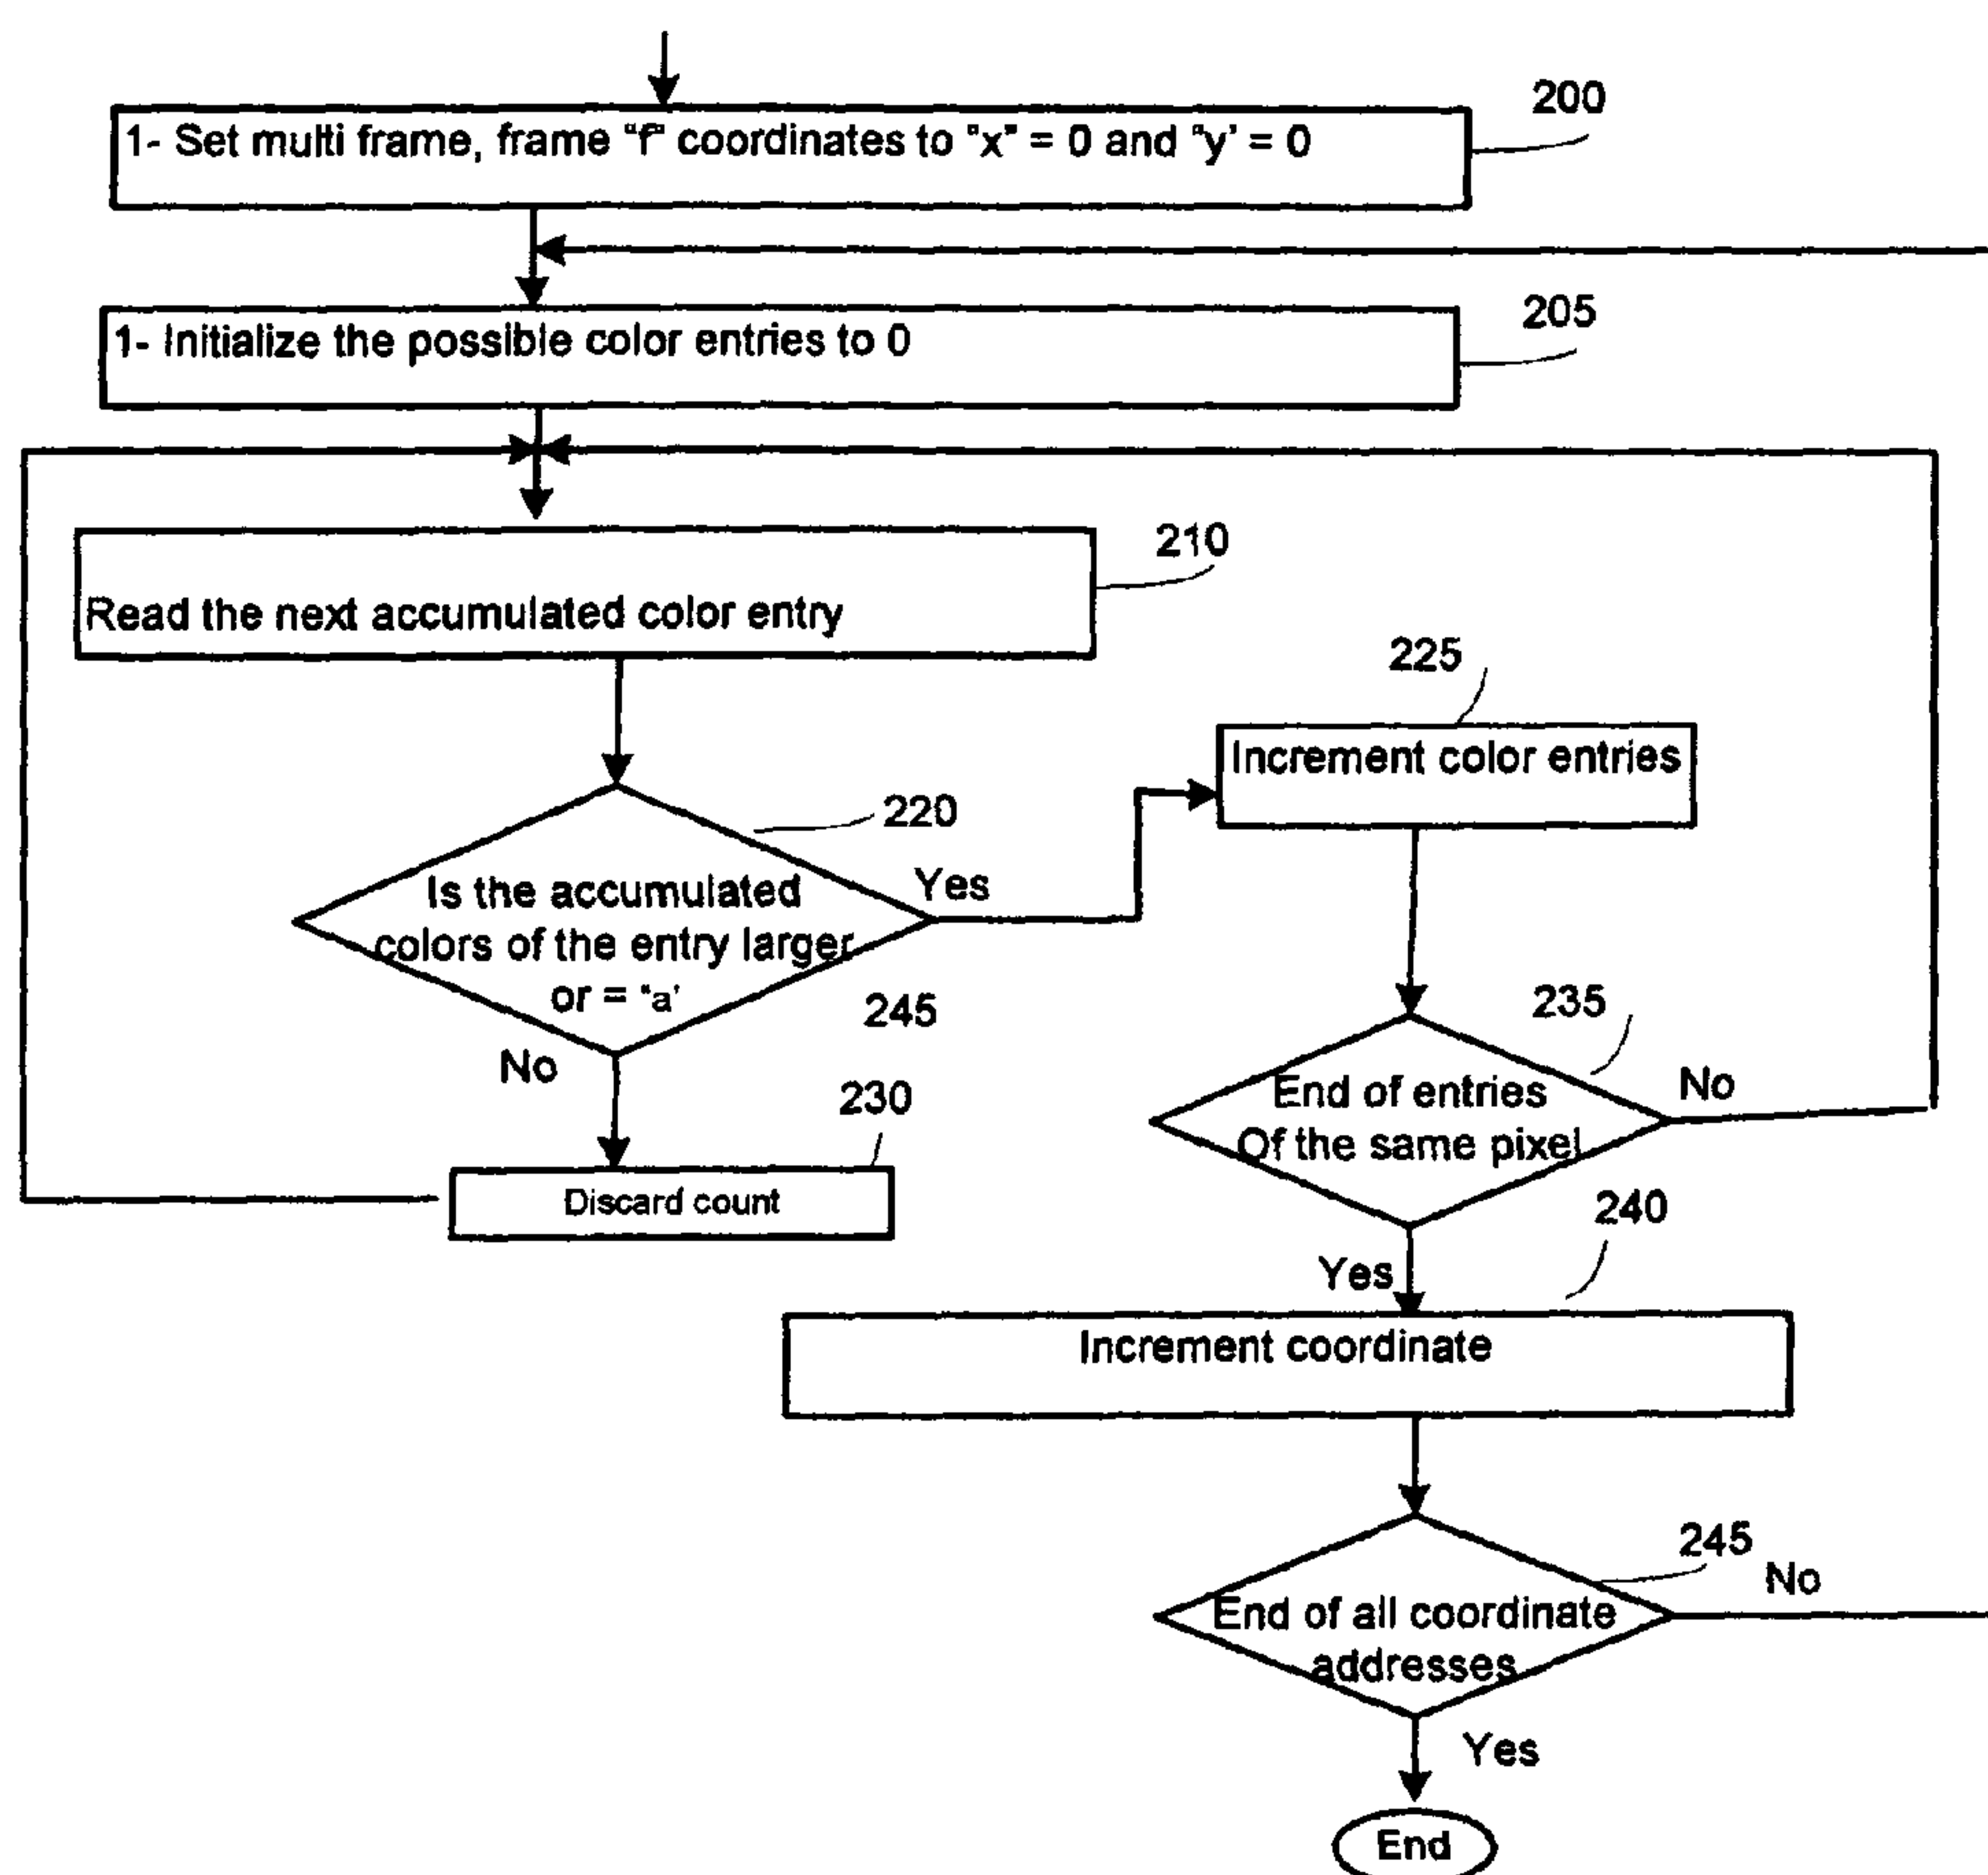 200
1- Set multi frame, frame "f" coordinates to "x" = 0 and "y' = 0
205
1- Initialize the possible color entries to 0
210
Read the next accumulated color entry
225
Increment color entries
220
Yes
Is the accumulated
colors of the entry larger
or = "a'
245
No
235
End of entries
Of the same pixel
No
230
Discard count
240
Yes
Increment coordinate
245
No
End of all coordinate
addresses
Yes
End